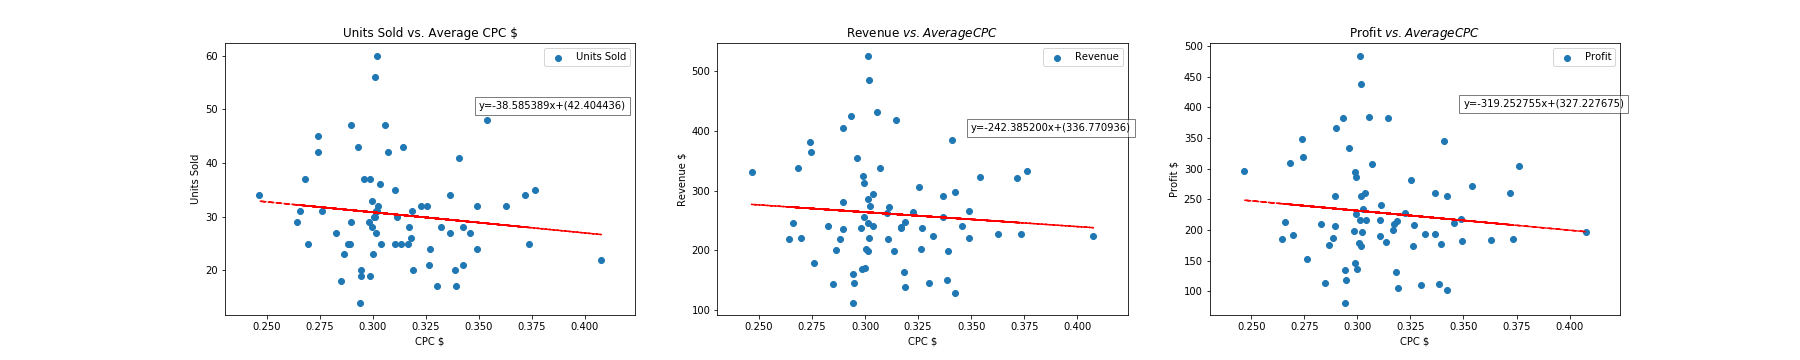 Units Sold vs. Average CPC $
Units Sold
y=-38.585389x+(42.404436)
60
50
40
30
20
Units Sold
0.250 0.275 0.300 0.325 0.350 0.375 0.400
CPC $
Revenue vs.AverageCPC
Revenue
y=-242.385200x+(336.770936)
500
400
300
200
100
Revenue $
0.250 0.275 0.300 0.325 0.350 0.375 0.400
CPC $
Profit vs.AverageCPC
Profit
y=-319.252755x+(327.227675)
500
450
400
350
300
250
200
150
100
Profit $
0.250 0.275 0.300 0.325 0.350 0.375 0.400
CPC $